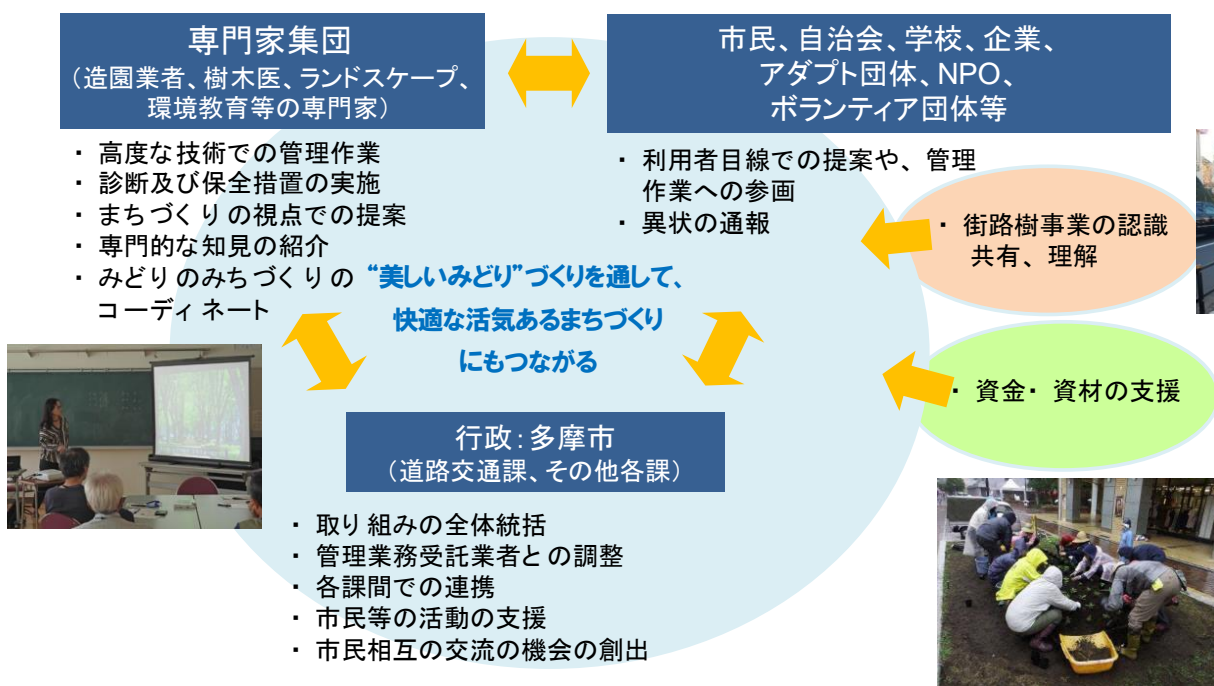 専門家集団
（造園業者、樹木医、ランドスケープ、
環境教育等の専門家）
・ 高度な技術での管理作業
・ 診断及び保全措置の実施
・ まちづくりの視点での提案
・ 専門的な知見の紹介
・ みどりのみちづくりの
コーディネート
市民、自治会、学校、企業、
アダプト団体、NPO、
ボランティア団体等
・ 利用者目線での提案や、管理
作業への参画
・ 異状の通報
・ 街路樹事業の認識
共有、理解
・ 資金・資材の支援
“美しいみどり”づくりを通して、
快適な活気あるまちづくり
にもつながる
行政：多摩市
（道路交通課、その他各課）
・ 取り組みの全体統括
・ 管理業務受託業者との調整
・ 各課間での連携
・ 市民等の活動の支援
・ 市民相互の交流の機会の創出